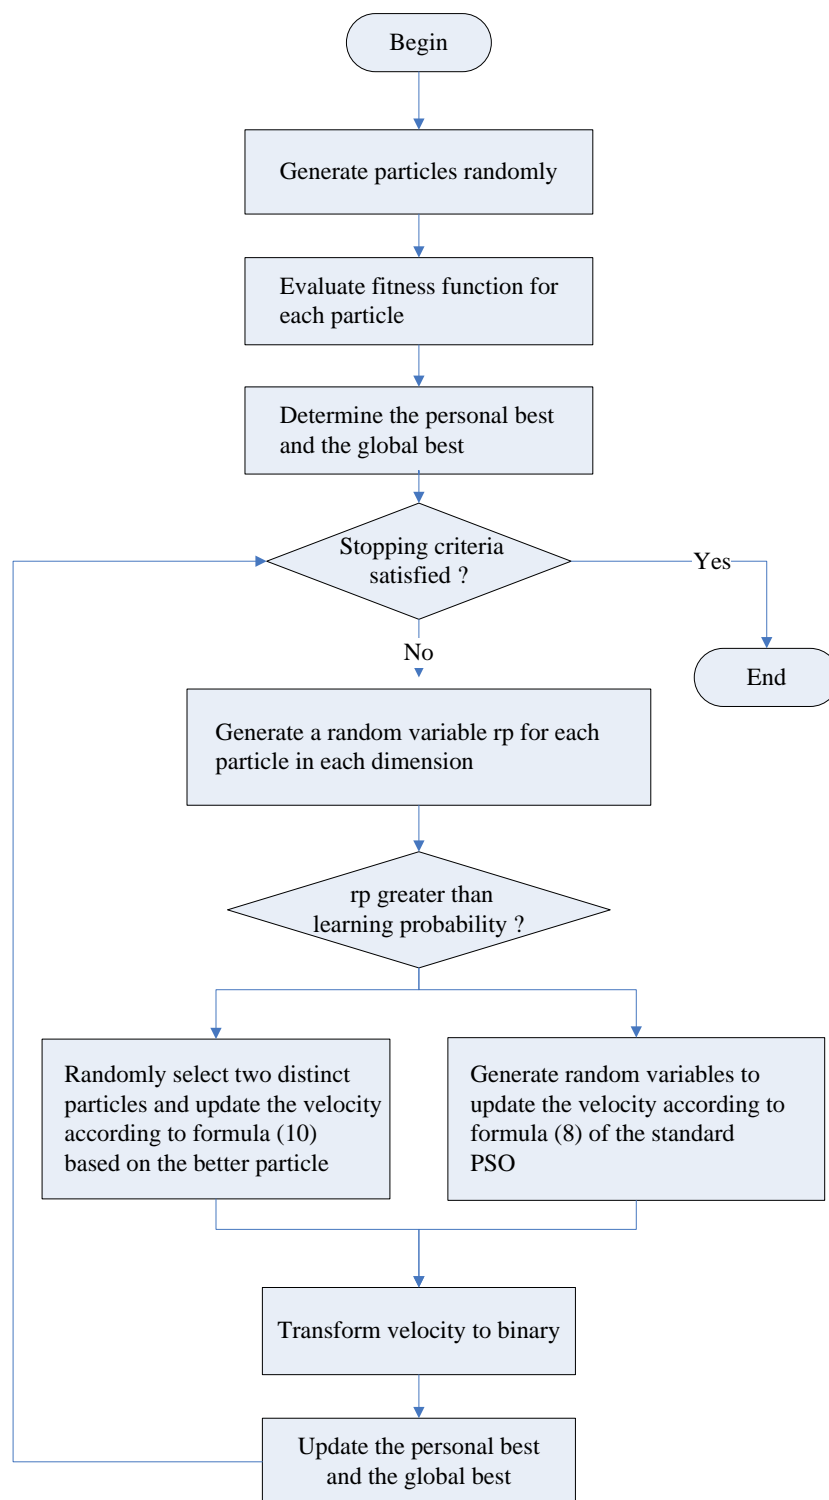 Begin
Generate particles randomly
Evaluate fitness function for
each particle
Determine the personal best
and the global best
Stopping criteria
satisfied ?
Yes
No
End
Generate a random variable rp for each
particle in each dimension
rp greater than
learning probability ?
Randomly select two distinct
particles and update the velocity
according to formula (10)
based on the better particle
Generate random variables to
update the velocity according to
formula (8) of the standard
PSO
Transform velocity to binary
Update the personal best
and the global best